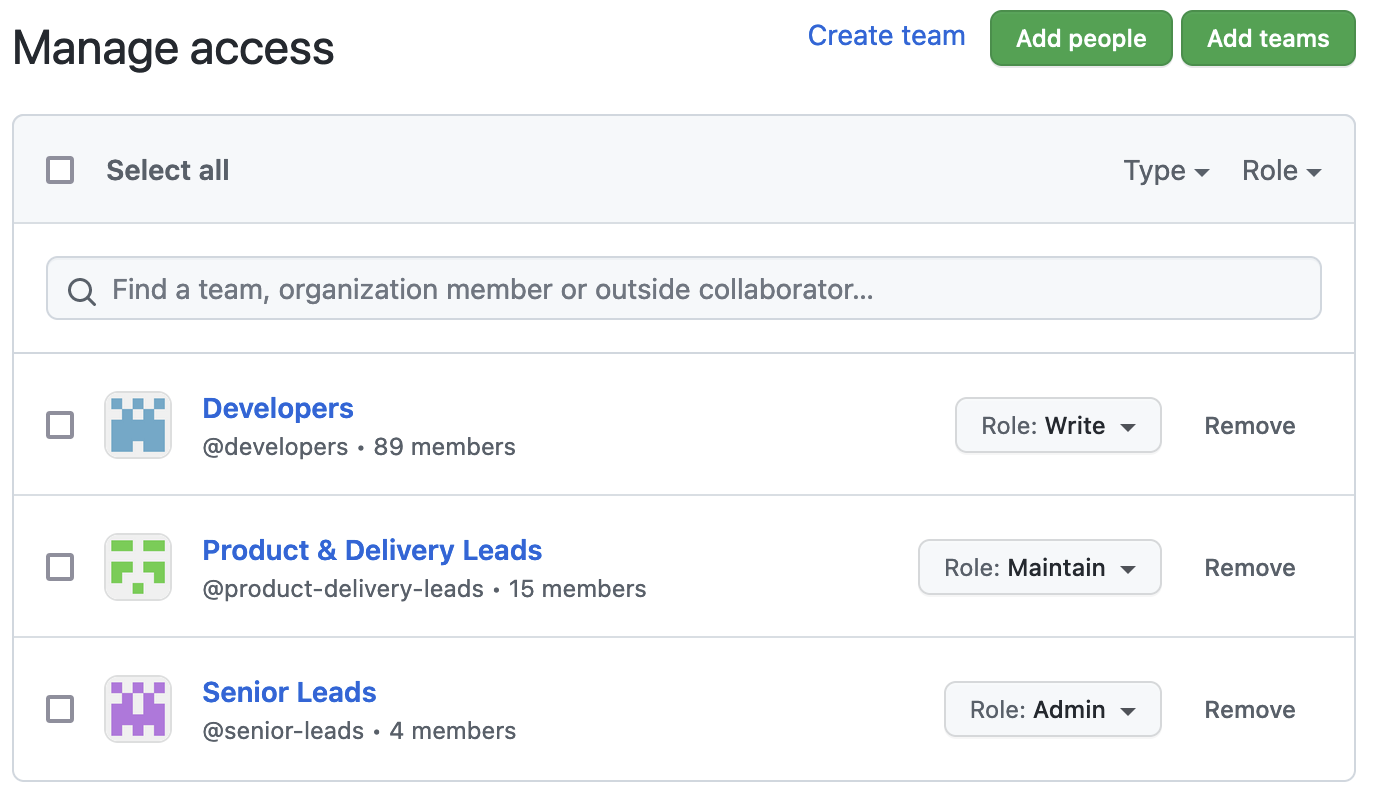 Manage access
Create team
Add people
Add teams
Select all
Type
Role
Find a team, organization member or outside collaborator...
Developers
@developers • 89 members
Role: Write
Remove
Product & Delivery Leads
@product-delivery-leads • 15 members
Role: Maintain
Remove
Senior Leads
@senior-leads • 4 members
Role: Admin
Remove